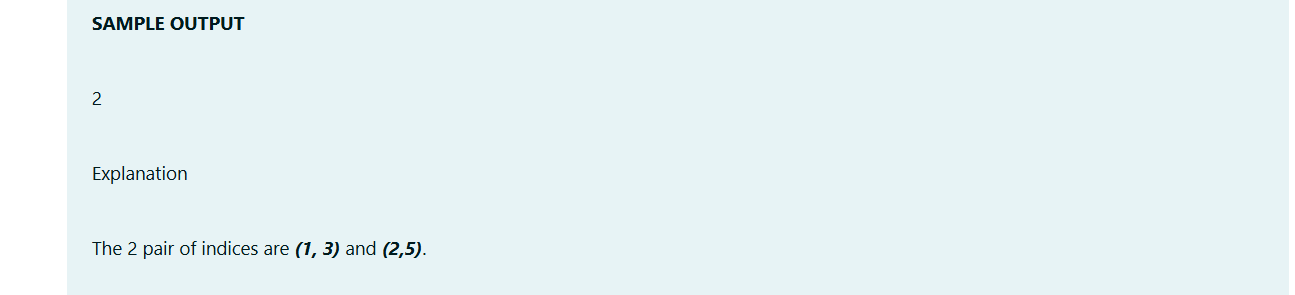 SAMPLE OUTPUT
2
Explanation
The 2 pair of indices are (1, 3) and (2,5).